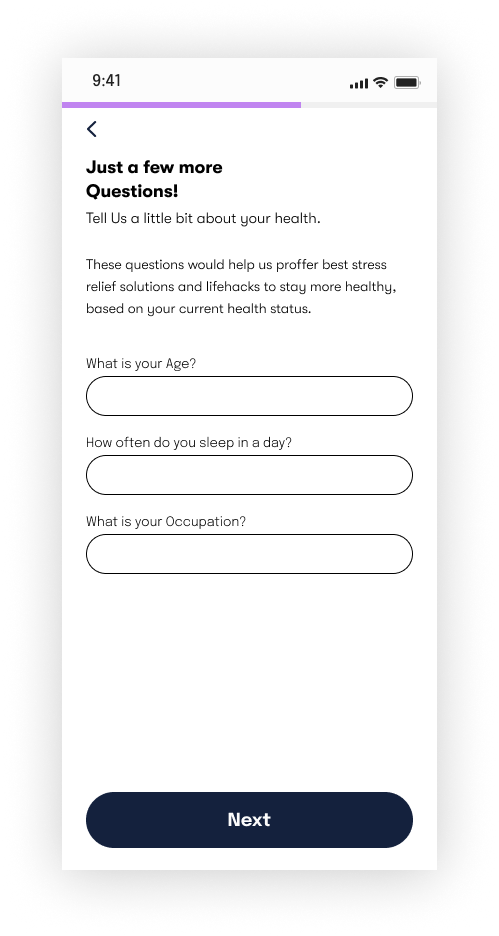 9:41
Just a few more
Questions!
Tell Us a little bit about your health.
These questions would help us proffer best stress
relief solutions and lifehacks to stay more healthy,
based on your current health status.
What is your Age?
How often do you sleep in a day?
What is your Occupation?
Next